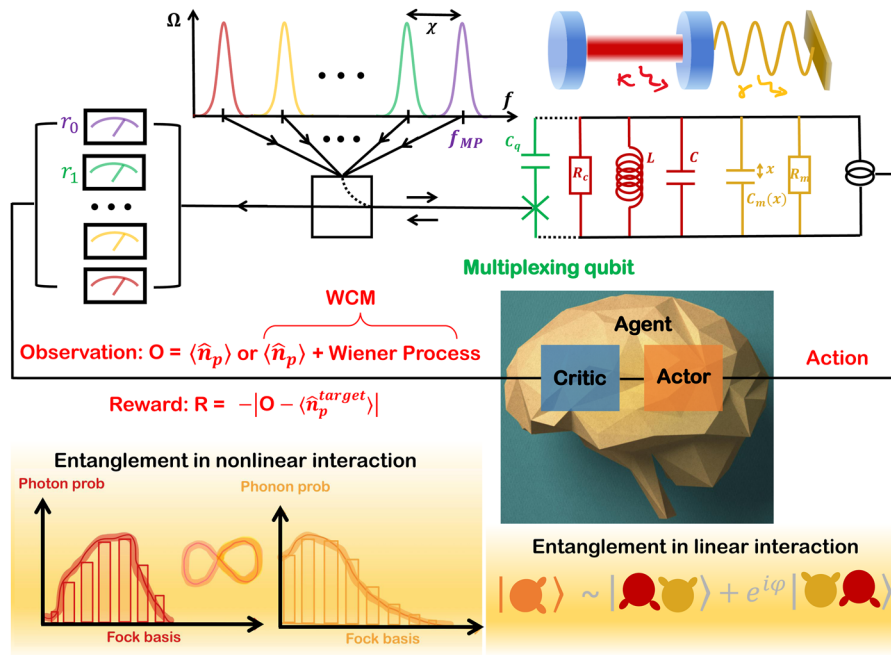 Ω
χ
f
f_MP
r_0
r_1
κ
γ
C_q
R_c
L
C
x
C_m(x)
R_m
Multiplexing qubit
WCM
Observation: O = ⟨n̂_p⟩ or ⟨n̂_p⟩ + Wiener Process
Reward: R = −|O − ⟨n̂_p^target⟩|
Agent
Critic
Actor
Action
Entanglement in nonlinear interaction
Photon prob
Phonon prob
Fock basis
Fock basis
Entanglement in linear interaction
| ⟩ ~ | ⟩ + e^{iφ} | ⟩